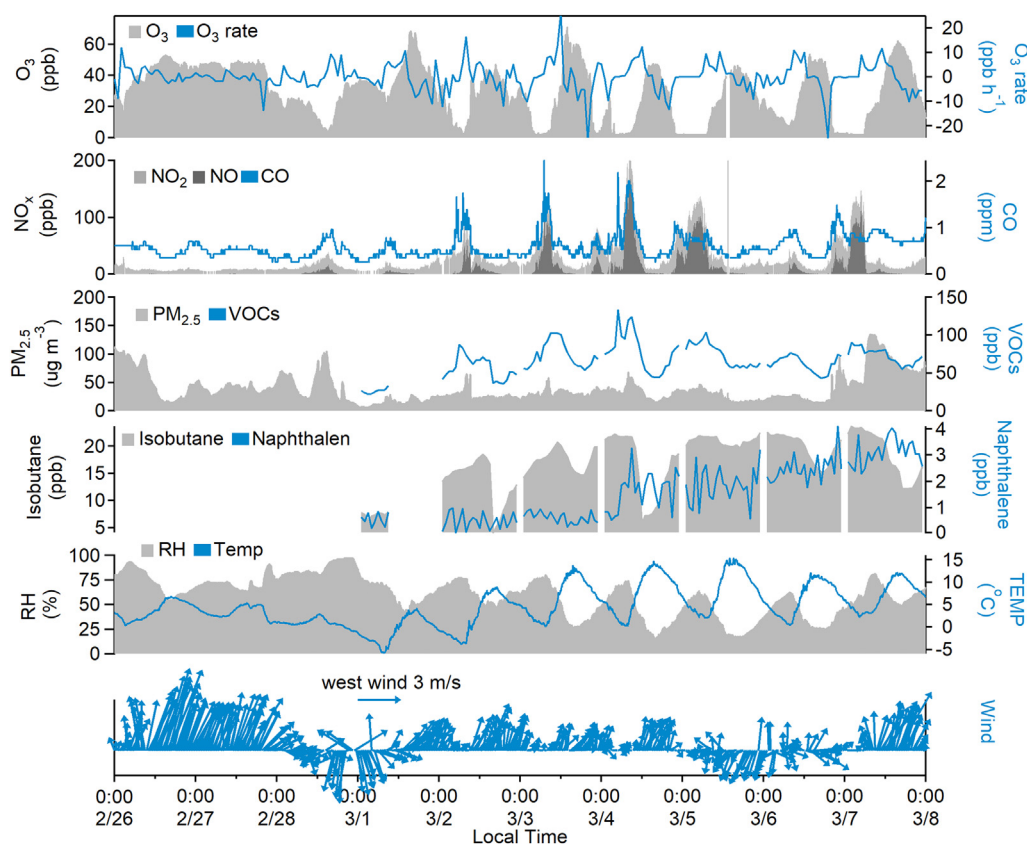 O3 O3 rate
O3
(ppb)
60
40
20
0
20
10
0
-10
-20
O3 rate
(ppb h-1)
NO2 NO CO
NOx
(ppb)
200
100
0
2
1
0
CO
(ppm)
PM2.5 VOCs
PM2.5
(ug m-3)
200
150
100
50
0
150
100
50
0
VOCs
(ppb)
Isobutane Naphthalen
Isobutane
(ppb)
20
15
10
5
4
3
2
1
0
Naphthalene
(ppb)
RH Temp
RH
(%)
100
75
50
25
0
15
10
5
0
-5
TEMP
(oC)
west wind 3 m/s
Wind
0:00 0:00 0:00 0:00 0:00 0:00 0:00 0:00 0:00 0:00 0:00
2/26 2/27 2/28 3/1 3/2 3/3 3/4 3/5 3/6 3/7 3/8
Local Time